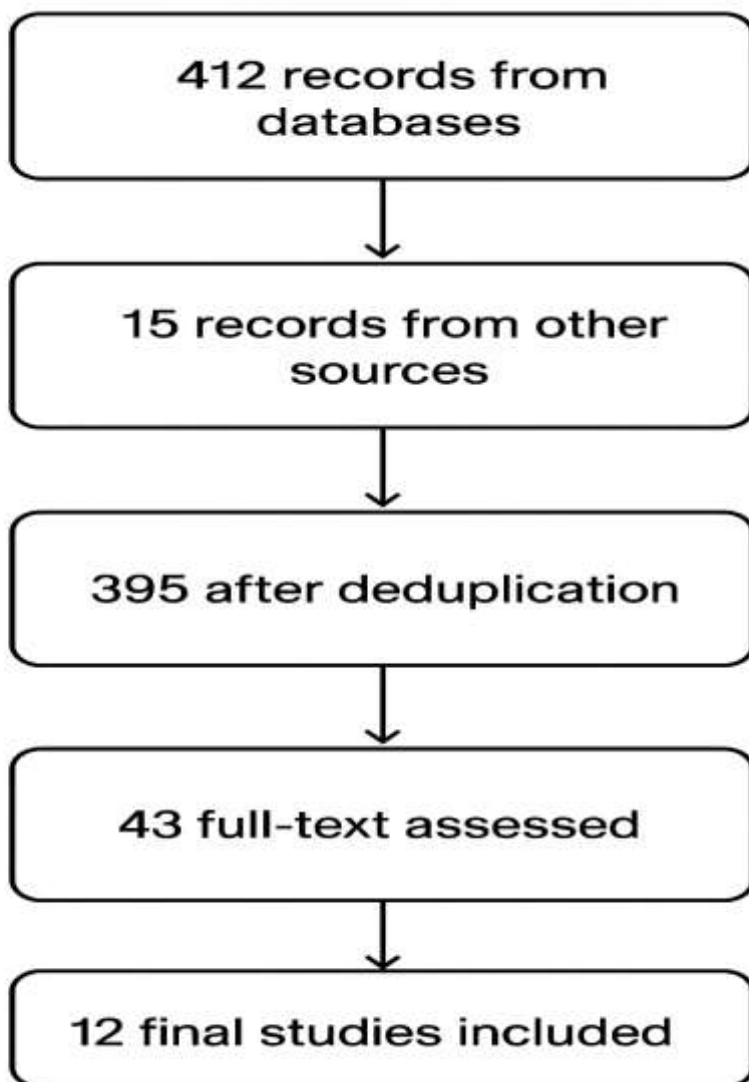 412 records from
databases
15 records from other
sources
395 after deduplication
43 full-text assessed
12 final studies included